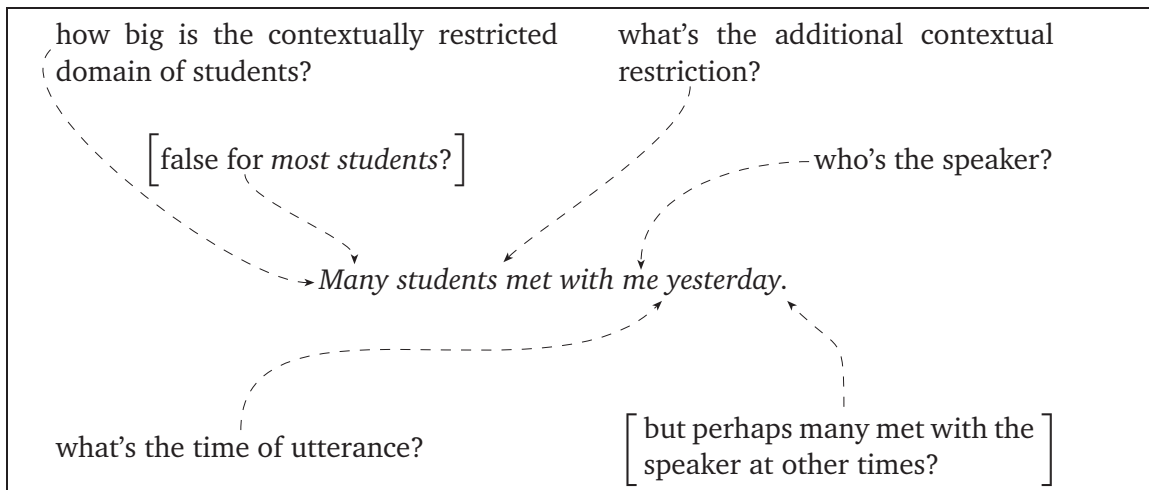 how big is the contextually restricted
domain of students?
what's the additional contextual
restriction?
[false for most students?]
who's the speaker?
Many students met with me yesterday.
what's the time of utterance?
[but perhaps many met with the
speaker at other times?]